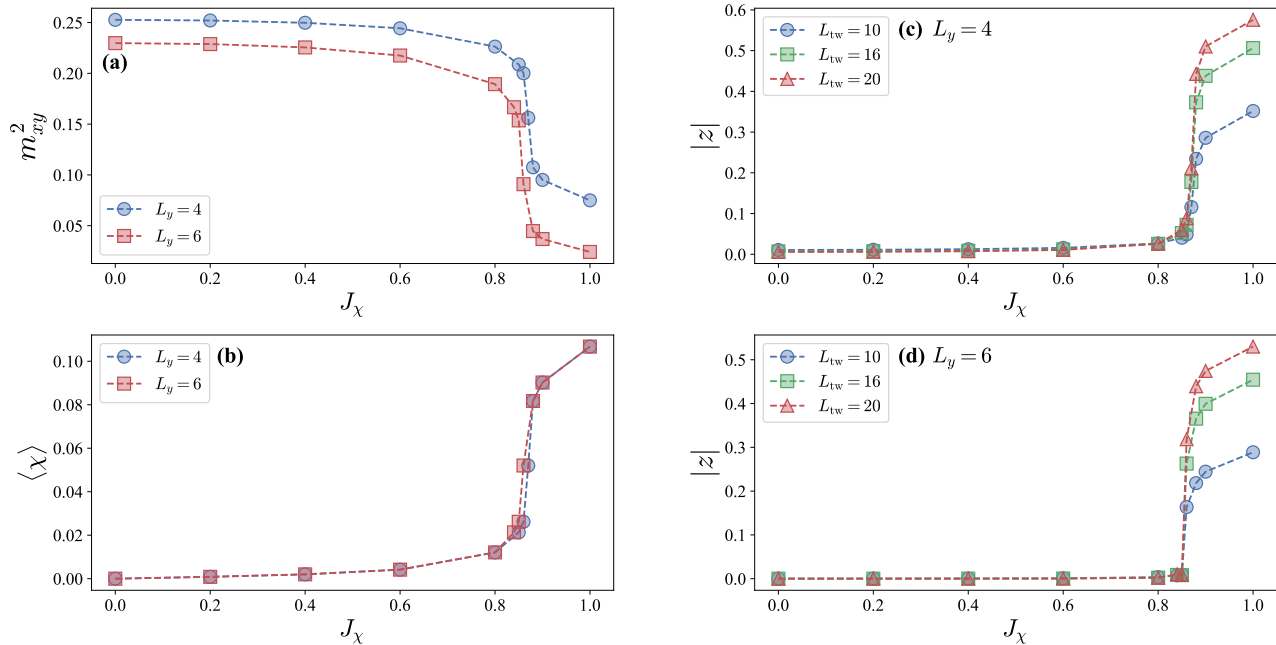 0.25
0.20
0.15
0.10
0.05
m²_xy
(a)
L_y = 4
L_y = 6
0.0 0.2 0.4 0.6 0.8 1.0
J_χ
0.6
0.5
0.4
0.3
0.2
0.1
0.0
|z|
L_tw = 10
L_tw = 16
L_tw = 20
(c) L_y = 4
0.0 0.2 0.4 0.6 0.8 1.0
J_χ
0.10
0.08
0.06
0.04
0.02
0.00
⟨χ⟩
L_y = 4
L_y = 6
(b)
0.0 0.2 0.4 0.6 0.8 1.0
J_χ
0.5
0.4
0.3
0.2
0.1
0.0
|z|
L_tw = 10
L_tw = 16
L_tw = 20
(d) L_y = 6
0.0 0.2 0.4 0.6 0.8 1.0
J_χ